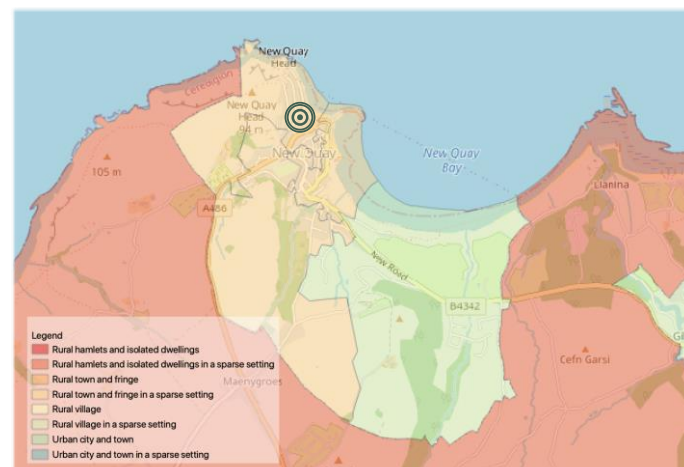 New Quay
Head
Ceredigion
New Quay
Head
94 m
New Quay
New Quay
Bay
105 m
Llanina
A486
New Road
B4342
Cefn Garsi
Maenygroes
Legend
Rural hamlets and isolated dwellings
Rural hamlets and isolated dwellings in a sparse setting
Rural town and fringe
Rural town and fringe in a sparse setting
Rural village
Rural village in a sparse setting
Urban city and town
Urban city and town in a sparse setting